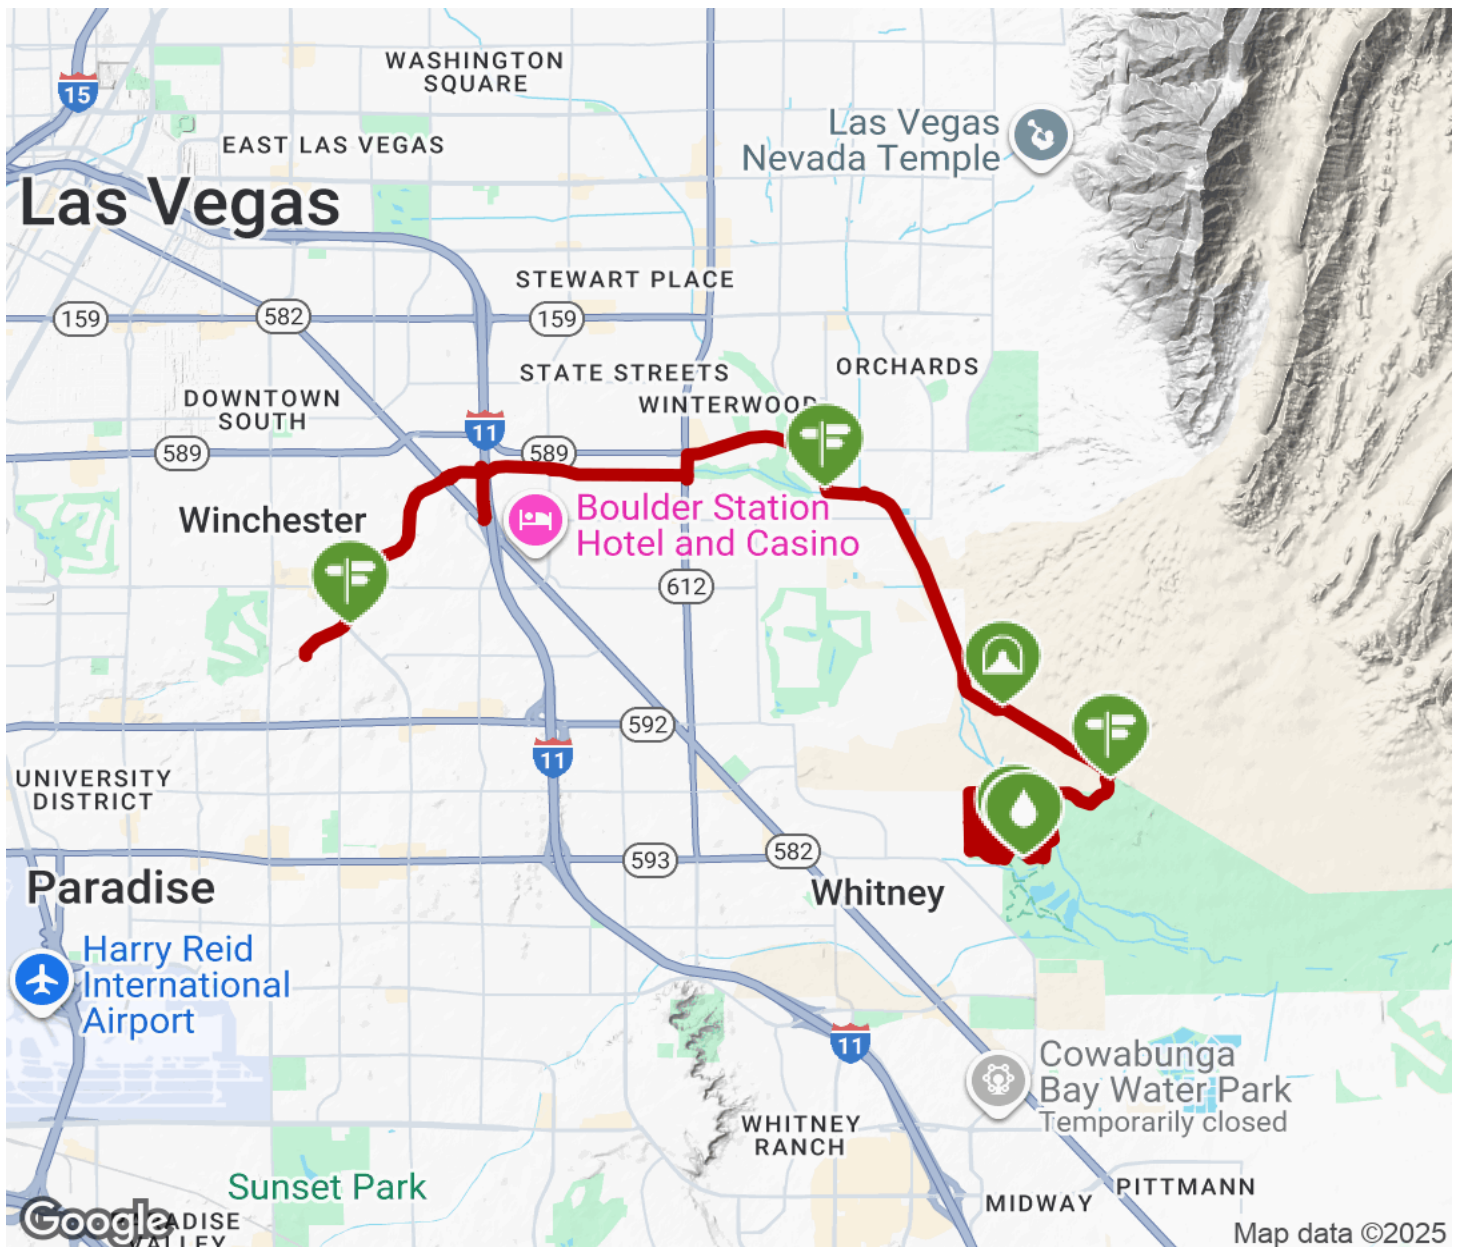 WASHINGTON
SQUARE
15
EAST LAS VEGAS
Las Vegas
Nevada Temple
Las Vegas
STEWART PLACE
159
582
159
STATE STREETS
ORCHARDS
DOWNTOWN
SOUTH
WINTERWOOD
11
589
589
Winchester
Boulder Station
Hotel and Casino
612
592
11
UNIVERSITY
DISTRICT
593
582
Paradise
Whitney
Harry Reid
International
Airport
11
Cowabunga
Bay Water Park
Temporarily closed
WHITNEY
RANCH
Sunset Park
MIDWAY
PITTMANN
Google
PARADISE
VALLEY
Map data ©2025